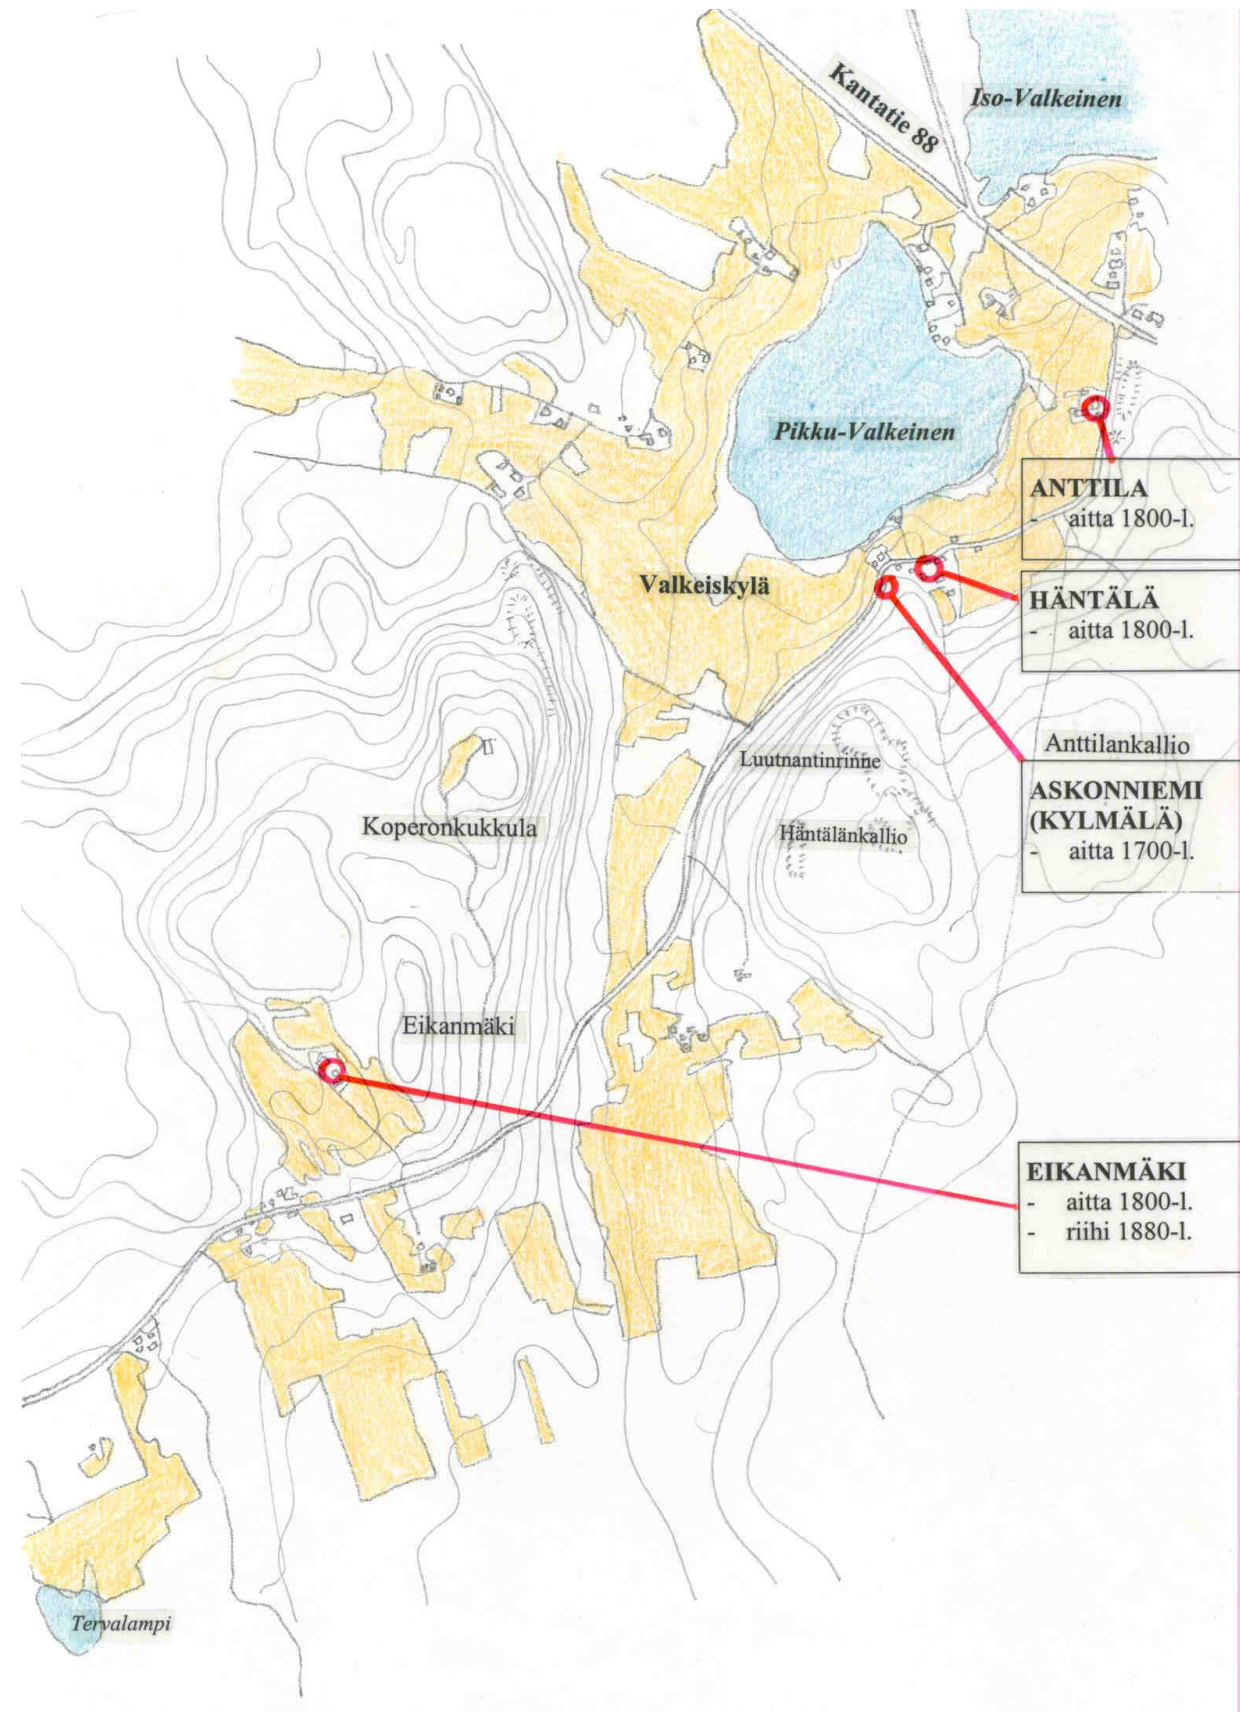 Iso-Valkeinen
Kantatie 88
Pikku-Valkeinen
ANTTILA
- aitta 1800-l.
Valkeiskylä
HÄNTÄLÄ
- aitta 1800-l.
Anttilankallio
Luutnantinrinne
ASKONNIEMI
(KYLMÄLÄ)
- aitta 1700-l.
Koperonkukkula
Häntälänkallio
Eikanmäki
EIKANMÄKI
- aitta 1800-l.
- riihi 1880-l.
Tervalampi